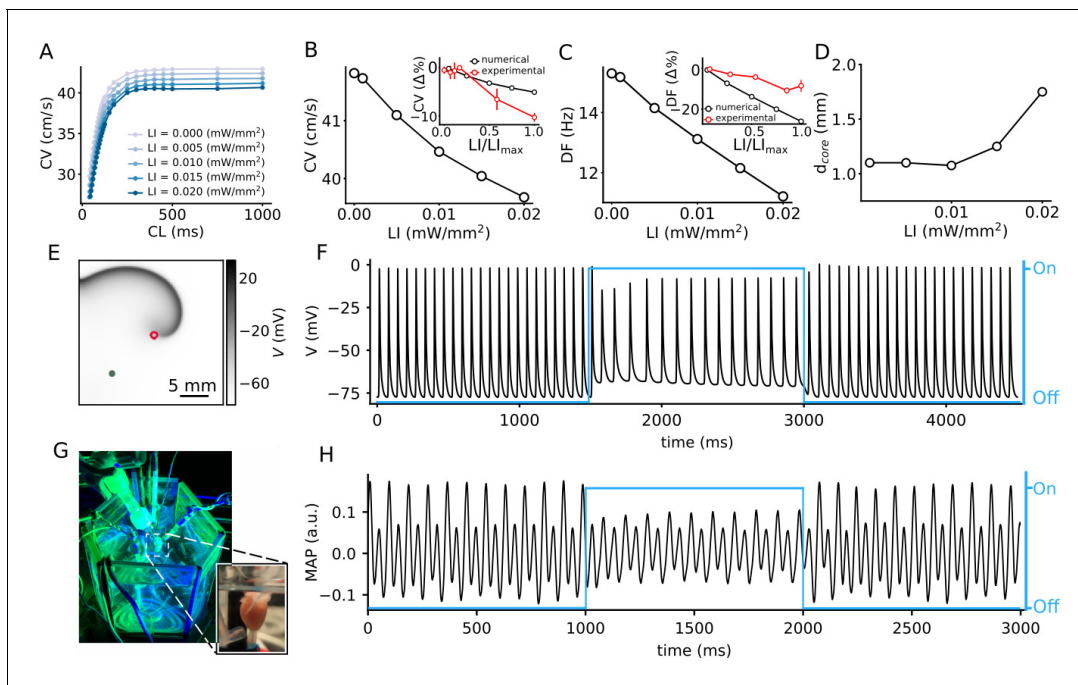 A
CV (cm/s)
40
35
30
LI = 0.000 (mW/mm²)
LI = 0.005 (mW/mm²)
LI = 0.010 (mW/mm²)
LI = 0.015 (mW/mm²)
LI = 0.020 (mW/mm²)
0
500
1000
CL (ms)
B
CV (cm/s)
41
40
0.00
0.01
0.02
LI (mW/mm²)
CV (Δ%)
0
−10
numerical
experimental
0.0
0.5
1.0
LI/LImax
C
DF (Hz)
14
12
0.00
0.01
0.02
LI (mW/mm²)
DF (Δ%)
0
−25
numerical
experimental
0.0
0.5
1.0
LI/LImax
D
dcore (mm)
2.0
1.5
1.0
0.01
0.02
LI (mW/mm²)
E
5 mm
20
−20
−60
V (mV)
F
V (mV)
0
−25
−50
−75
0
1000
2000
3000
4000
time (ms)
On
Off
G
H
MAP (a.u.)
0.1
0.0
−0.1
0
500
1000
1500
2000
2500
3000
time (ms)
On
Off